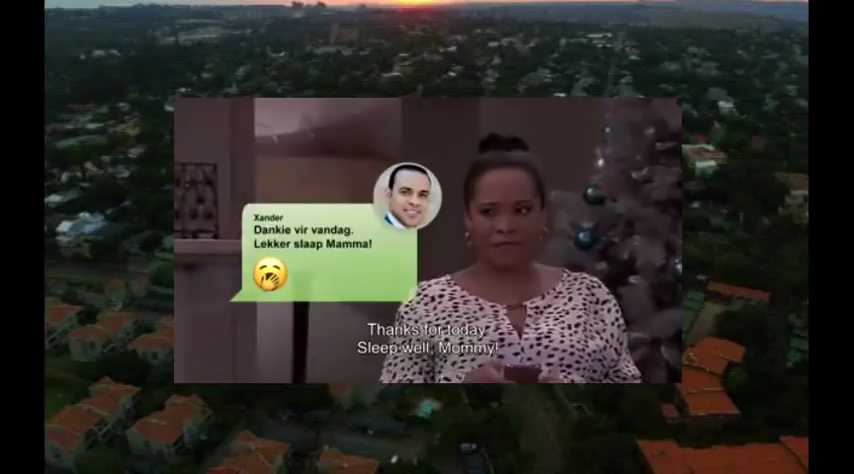 Xander
Dankie vir vandag.
Lekker slaap Mamma!
Thanks for today
Sleep well, Mommy!